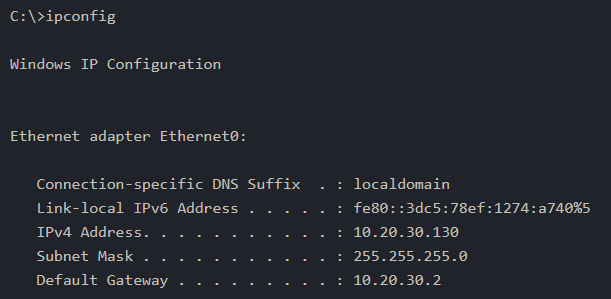 C:\>ipconfig
Windows IP Configuration
Ethernet adapter Ethernet0:
Connection-specific DNS Suffix  . : localdomain
Link-local IPv6 Address . . . . . : fe80::3dc5:78ef:1274:a740%5
IPv4 Address. . . . . . . . . . . : 10.20.30.130
Subnet Mask . . . . . . . . . . . : 255.255.255.0
Default Gateway . . . . . . . . . : 10.20.30.2